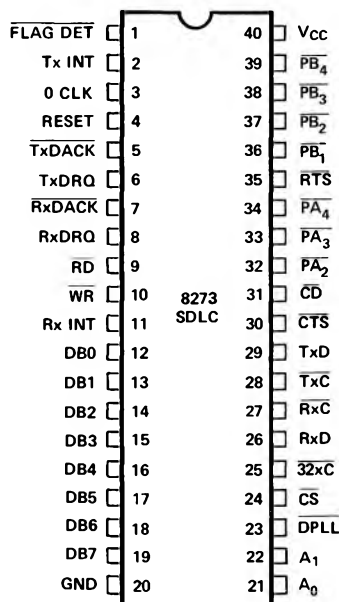 FLAG DET 1 40 VCC
Tx INT 2 39 PB4
0 CLK 3 38 PB3
RESET 4 37 PB2
TxDACK 5 36 PB1
TxDRQ 6 35 RTS
RxDACK 7 34 PA4
RxDRQ 8 33 PA3
RD 9 32 PA2
WR 10 8273 31 CD
Rx INT 11 SDLC 30 CTS
DB0 12 29 TxD
DB1 13 28 TxC
DB2 14 27 RxC
DB3 15 26 RxD
DB4 16 25 32xC
DB5 17 24 CS
DB6 18 23 DPLL
DB7 19 22 A1
GND 20 21 A0